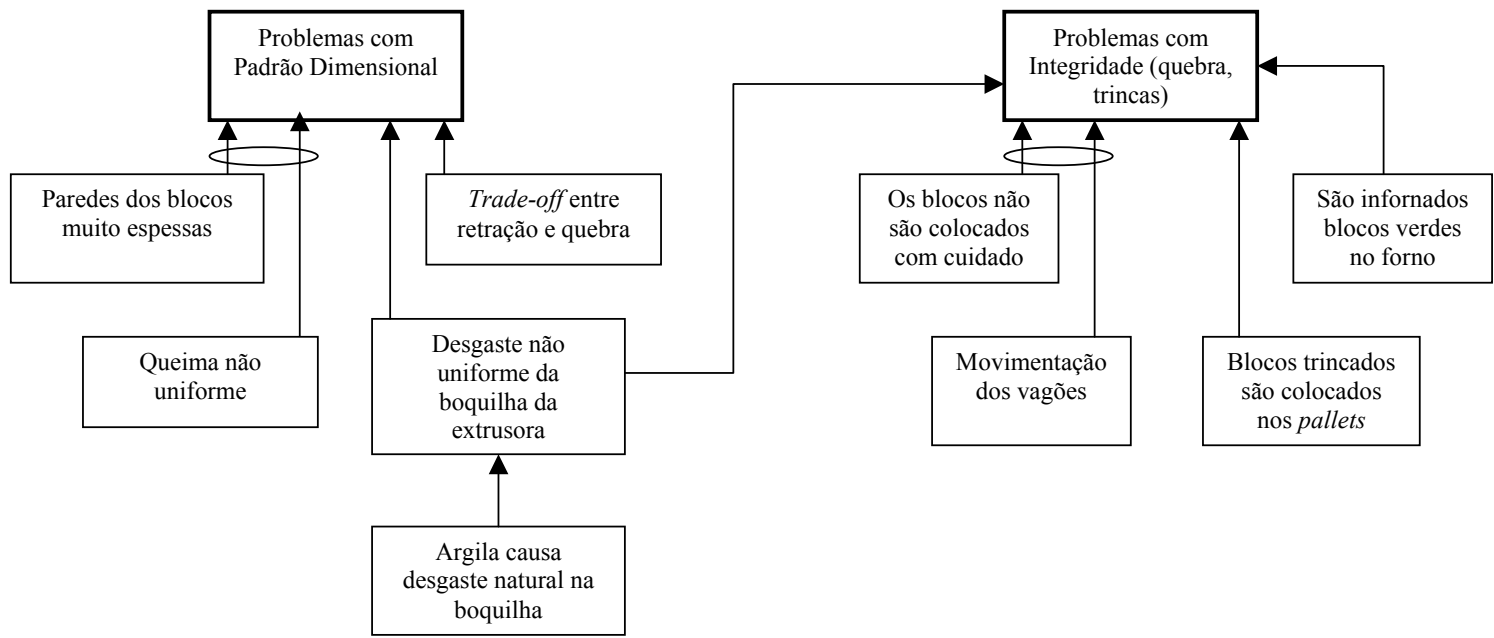 Problemas com
Padrão Dimensional
Problemas com
Integridade (quebra,
trincas)
Paredes dos blocos
muito espessas
Trade-off entre
retração e quebra
Os blocos não
são colocados
com cuidado
São infornados
blocos verdes
no forno
Queima não
uniforme
Desgaste não
uniforme da
boquilha da
extrusora
Movimentação
dos vagões
Blocos trincados
são colocados
nos pallets
Argila causa
desgaste natural na
boquilha